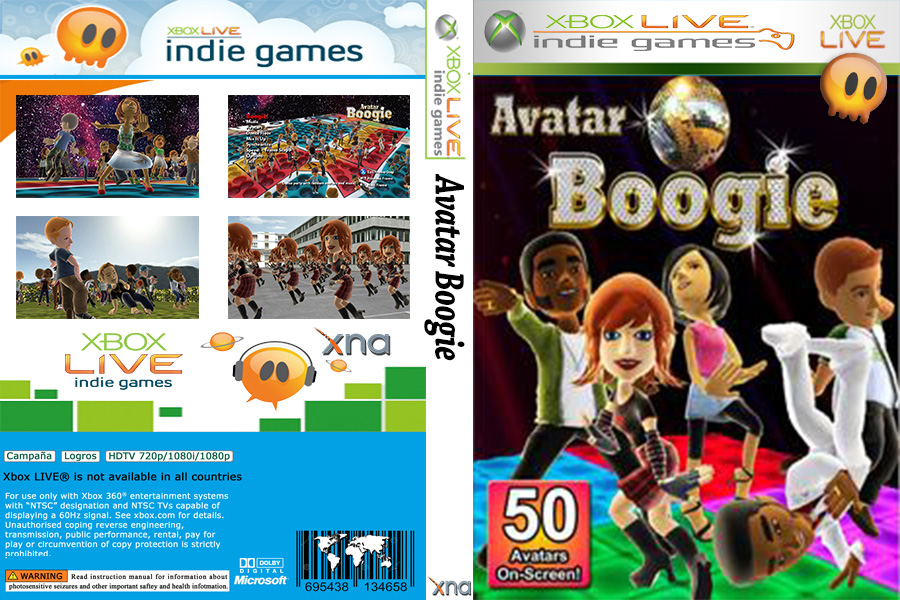 XBOX LIVE
indie games
Avatar
Boogie
Music
XBOX
LIVE
indie games
xna
Campaña Logros HDTV 720p/1080i/1080p
Xbox LIVE® is not available in all countries
For use only with Xbox 360® entertainment systems
with “NTSC” designation and NTSC TVs capable of
displaying a 60Hz signal. See xbox.com for details.
Unauthorised coping reverse engineering,
transmission, public performance, rental, pay for
play or circumvention of copy protection is strictly
prohibited.
WARNING Read instruction manual for information about
photosensitive seizures and other important saftey and health infotmation.
DOLBY
DIGITAL
Microsoft
695438 134658
XBOX LIVE
indie games
Avatar Boogie
xna
XBOX LIVE
indie games
XBOX
LIVE
Avatar
Boogie
50
Avatars
On-Screen!